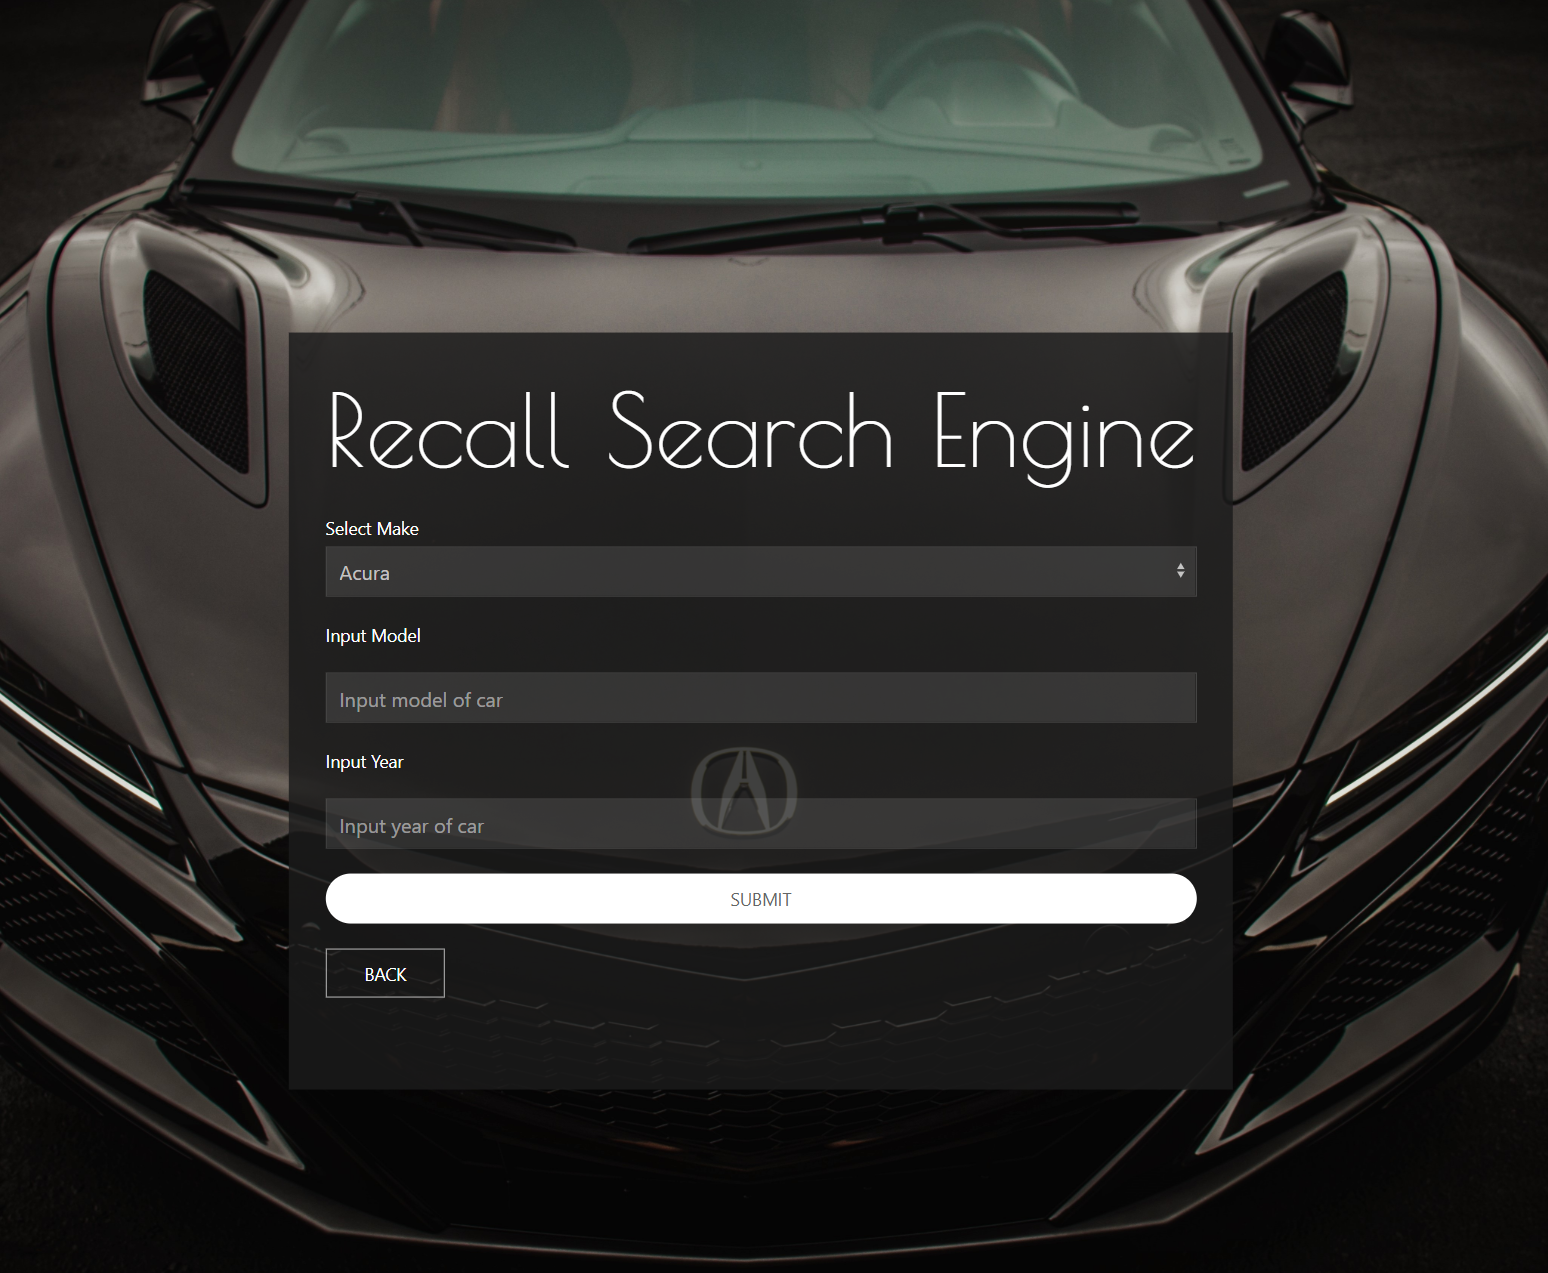 Recall Search Engine
Select Make
Acura
Input Model
Input model of car
Input Year
Input year of car
SUBMIT
BACK